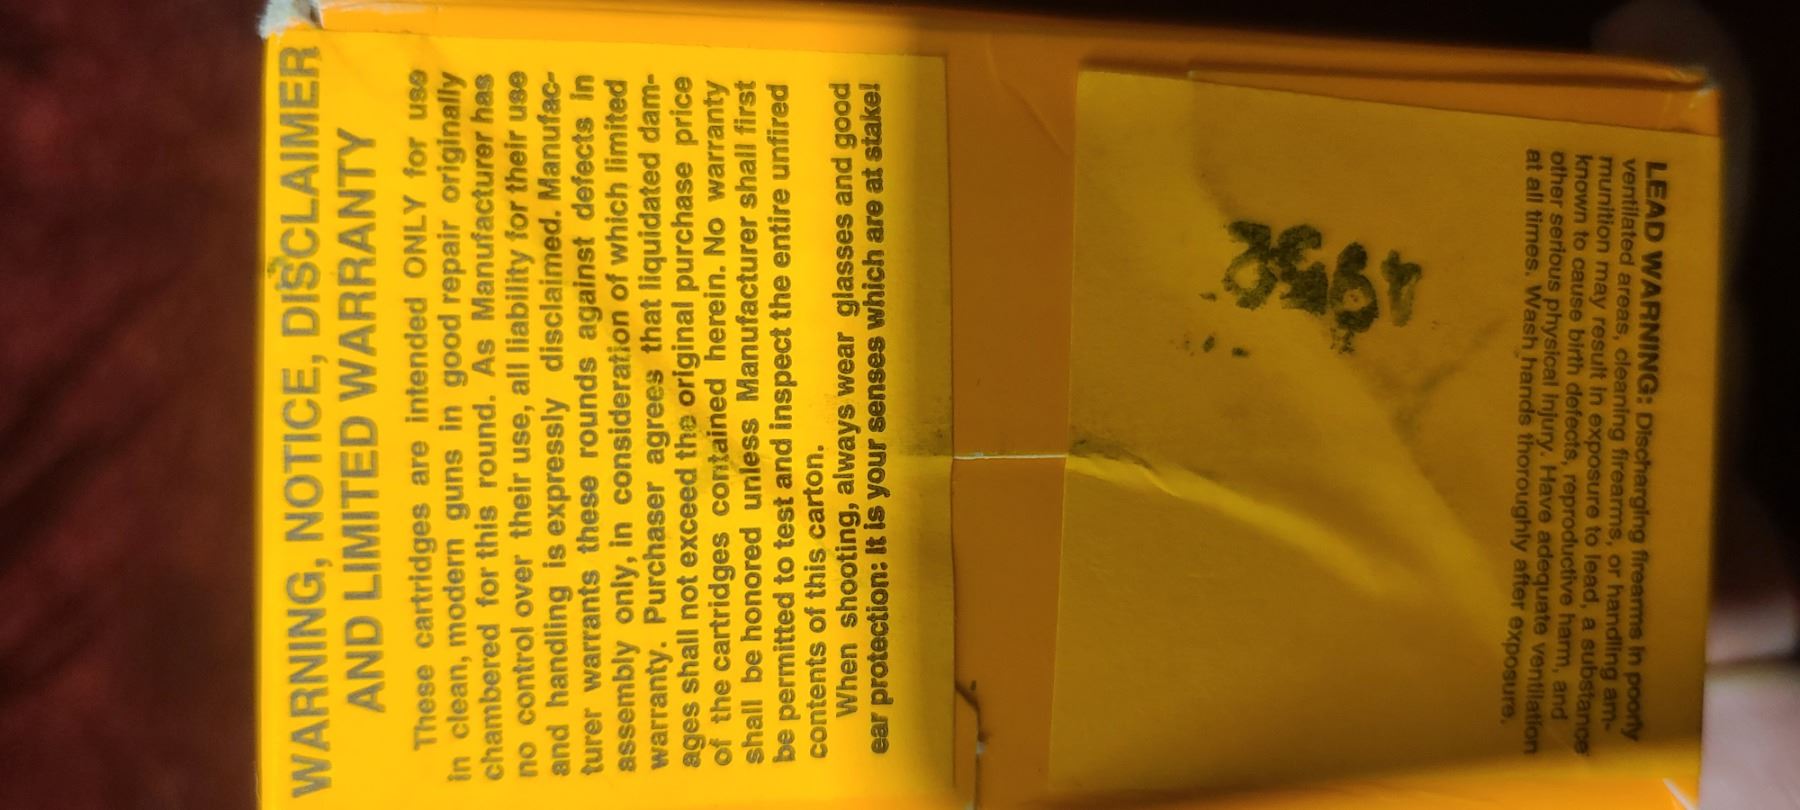 WARNING, NOTICE, DISCLAIMER
AND LIMITED WARRANTY
These cartridges are intended ONLY for use
in clean, modern guns in good repair originally
chambered for this round. As Manufacturer has
no control over their use, all liability for their use
and handling is expressly disclaimed. Manufac-
turer warrants these rounds against defects in
assembly only, in consideration of which limited
warranty. Purchaser agrees that liquidated dam-
ages shall not exceed the original purchase price
of the cartridges contained herein. No warranty
shall be honored unless Manufacturer shall first
be permitted to test and inspect the entire unfired
contents of this carton.
When shooting, always wear glasses and good
ear protection: It is your senses which are at stake!
LEAD WARNING: Discharging firearms in poorly
ventilated areas, cleaning firearms, or handling am-
munition may result in exposure to lead, a substance
known to cause birth defects, reproductive harm, and
other serious physical injury. Have adequate ventilation
at all times. Wash hands thoroughly after exposure.